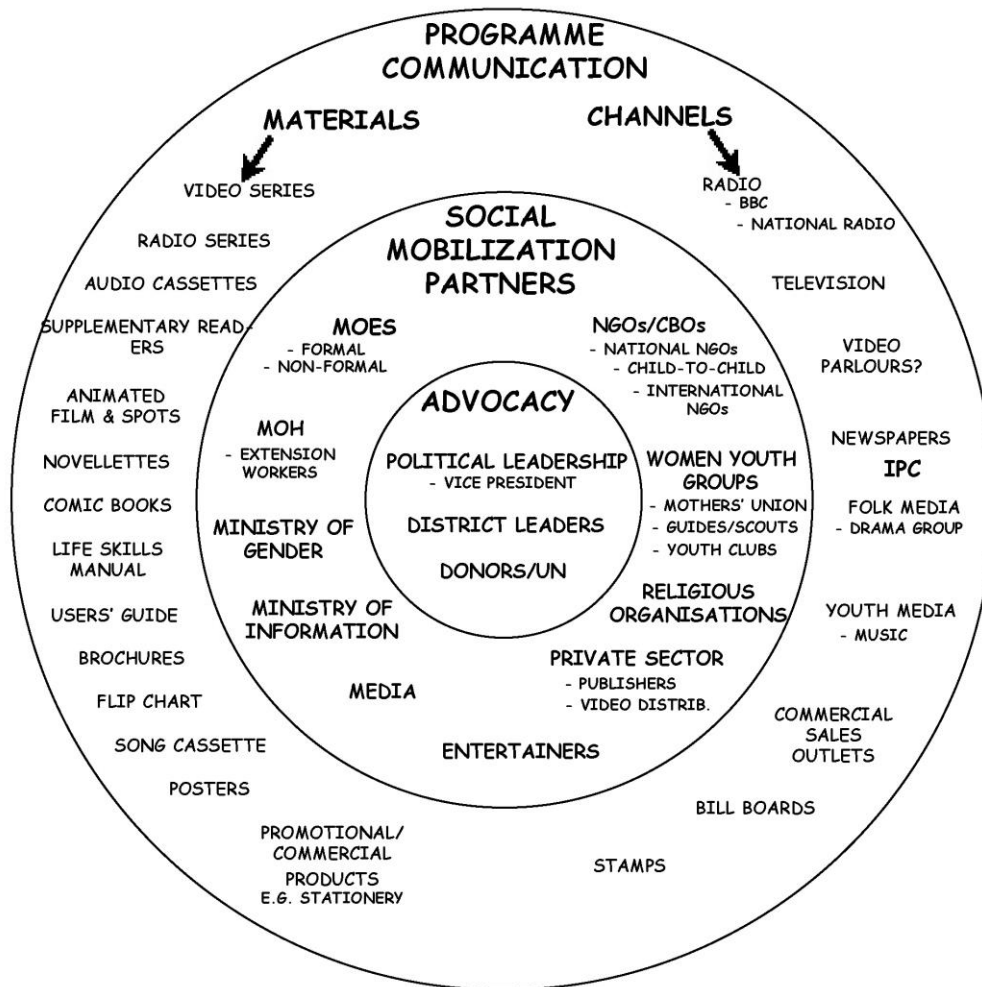 PROGRAMME
COMMUNICATION
MATERIALS
VIDEO SERIES
RADIO SERIES
AUDIO CASSETTES
SUPPLEMENTARY READ-
ERS
ANIMATED
FILM & SPOTS
NOVELLETTES
COMIC BOOKS
LIFE SKILLS
MANUAL
USERS' GUIDE
BROCHURES
FLIP CHART
SONG CASSETTE
POSTERS
PROMOTIONAL/
COMMERCIAL
PRODUCTS
E.G. STATIONERY
CHANNELS
RADIO
- BBC
- NATIONAL RADIO
TELEVISION
VIDEO
PARLOURS?
NEWSPAPERS
IPC
FOLK MEDIA
- DRAMA GROUP
YOUTH MEDIA
- MUSIC
COMMERCIAL
SALES
OUTLETS
BILL BOARDS
STAMPS
SOCIAL
MOBILIZATION
PARTNERS
MOES
- FORMAL
- NON-FORMAL
MOH
- EXTENSION
WORKERS
MINISTRY OF
GENDER
MINISTRY OF
INFORMATION
MEDIA
ENTERTAINERS
NGOs/CBOs
- NATIONAL NGOs
- CHILD-TO-CHILD
- INTERNATIONAL
NGOs
WOMEN YOUTH
GROUPS
- MOTHERS' UNION
- GUIDES/SCOUTS
- YOUTH CLUBS
RELIGIOUS
ORGANISATIONS
PRIVATE SECTOR
- PUBLISHERS
- VIDEO DISTRIB.
ADVOCACY
POLITICAL LEADERSHIP
- VICE PRESIDENT
DISTRICT LEADERS
DONORS/UN